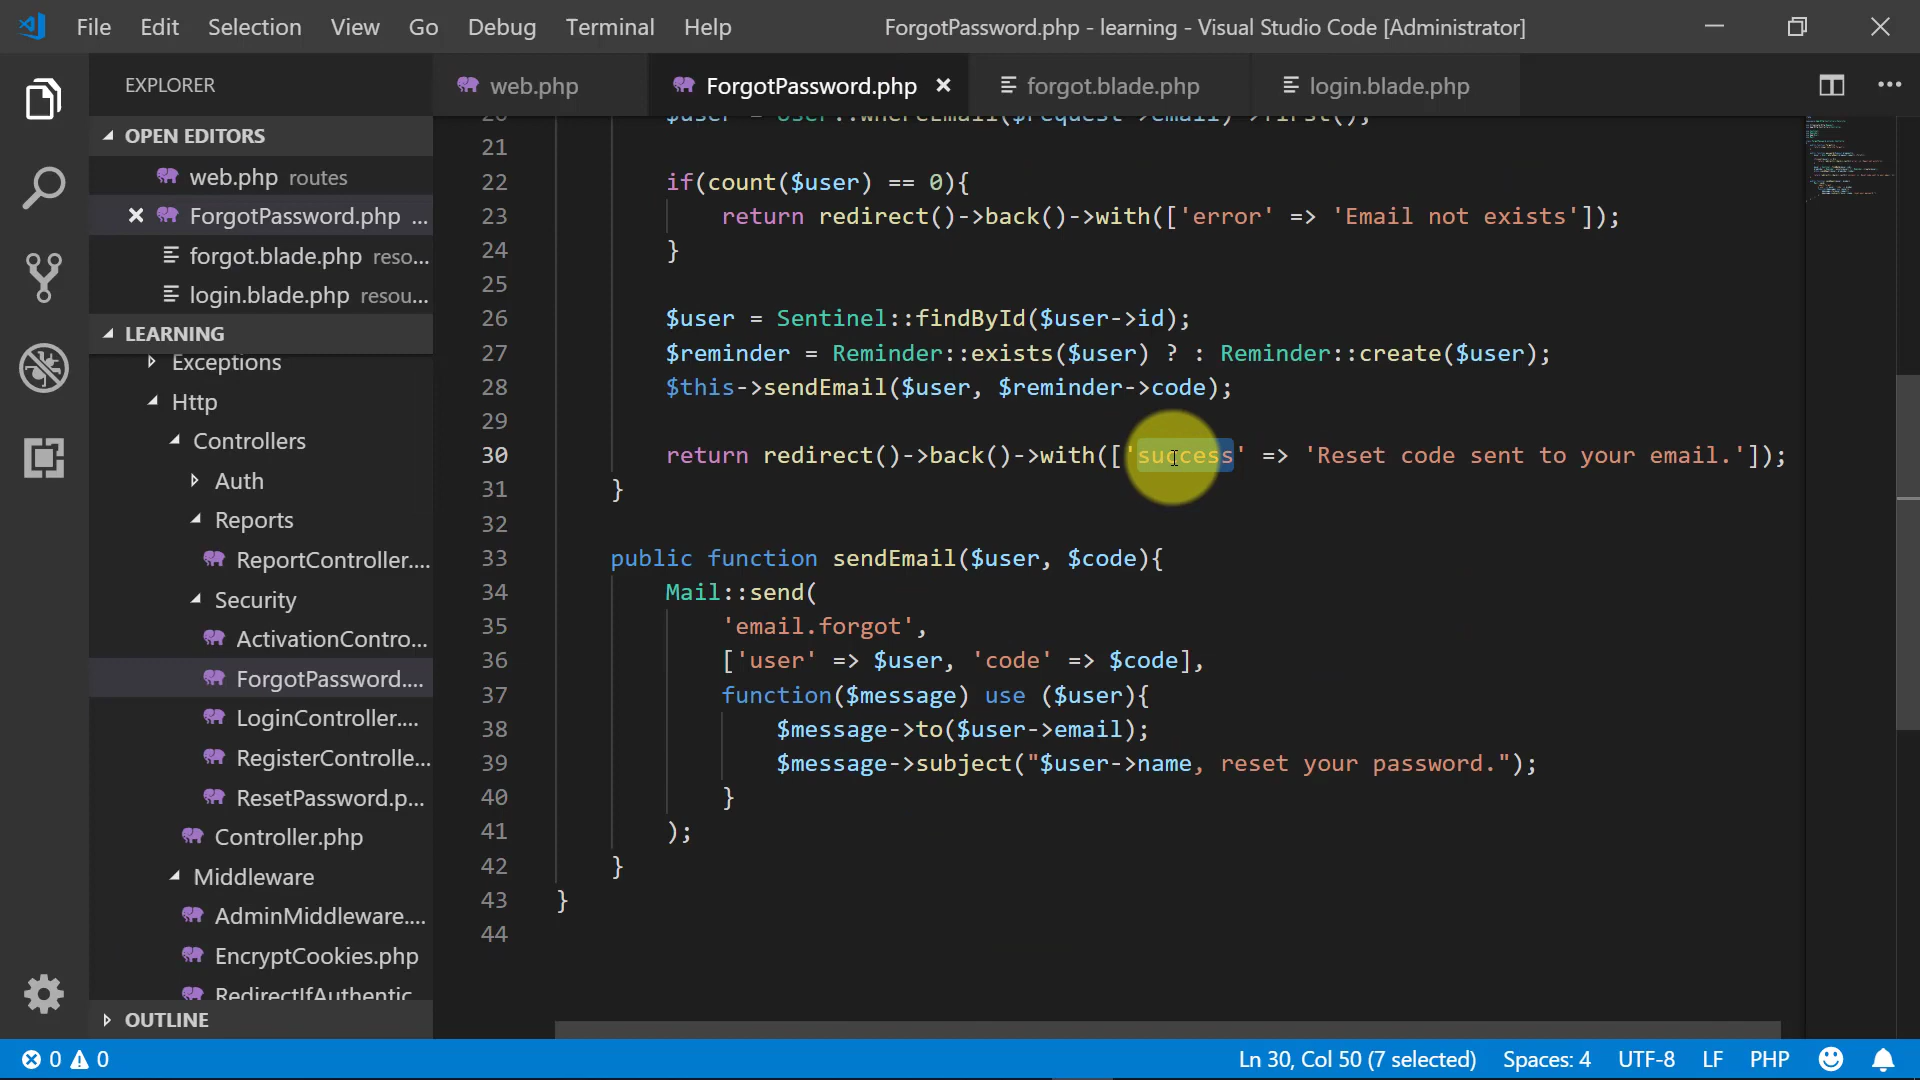 File Edit Selection View Go Debug Terminal Help
ForgotPassword.php - learning - Visual Studio Code [Administrator]
EXPLORER
web.php
ForgotPassword.php
forgot.blade.php
login.blade.php
OPEN EDITORS
web.php routes
ForgotPassword.php ...
forgot.blade.php reso...
login.blade.php resou...
LEARNING
Exceptions
Http
Controllers
Auth
Reports
ReportController....
Security
ActivationContro...
ForgotPassword....
LoginController....
RegisterControlle...
ResetPassword.p...
Controller.php
Middleware
AdminMiddleware....
EncryptCookies.php
RedirectIfAuthentic
OUTLINE
20 $user = User::whereEmail($request->email)->first();
21
22 if(count($user) == 0){
23 return redirect()->back()->with(['error' => 'Email not exists']);
24 }
25
26 $user = Sentinel::findById($user->id);
27 $reminder = Reminder::exists($user) ? : Reminder::create($user);
28 $this->sendEmail($user, $reminder->code);
29
30 return redirect()->back()->with(['success' => 'Reset code sent to your email.']);
31 }
32
33 public function sendEmail($user, $code){
34 Mail::send(
35 'email.forgot',
36 ['user' => $user, 'code' => $code],
37 function($message) use ($user){
38 $message->to($user->email);
39 $message->subject("$user->name, reset your password.");
40 }
41 );
42 }
43 }
44
0 0
Ln 30, Col 50 (7 selected) Spaces: 4 UTF-8 LF PHP